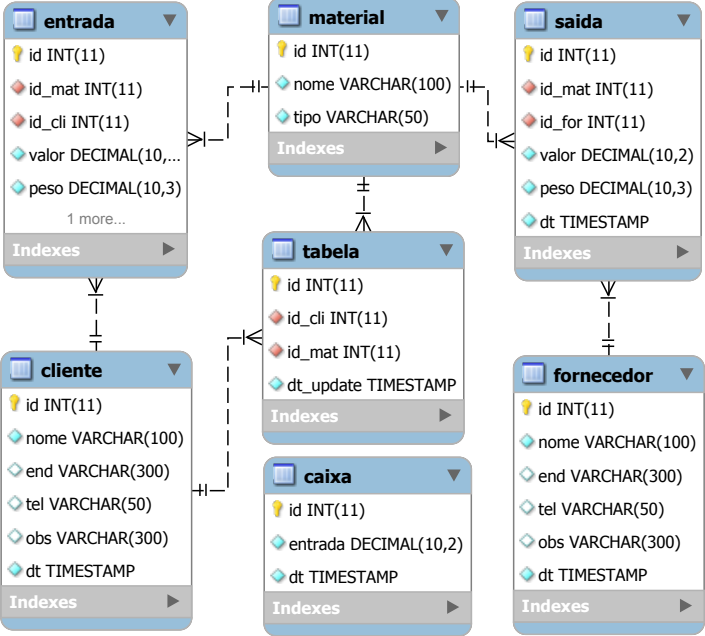 entrada
id INT(11)
id_mat INT(11)
id_cli INT(11)
valor DECIMAL(10,...
peso DECIMAL(10,3)
1 more...
Indexes
material
id INT(11)
nome VARCHAR(100)
tipo VARCHAR(50)
Indexes
saida
id INT(11)
id_mat INT(11)
id_for INT(11)
valor DECIMAL(10,2)
peso DECIMAL(10,3)
dt TIMESTAMP
Indexes
tabela
id INT(11)
id_cli INT(11)
id_mat INT(11)
dt_update TIMESTAMP
Indexes
cliente
id INT(11)
nome VARCHAR(100)
end VARCHAR(300)
tel VARCHAR(50)
obs VARCHAR(300)
dt TIMESTAMP
Indexes
caixa
id INT(11)
entrada DECIMAL(10,2)
dt TIMESTAMP
Indexes
fornecedor
id INT(11)
nome VARCHAR(100)
end VARCHAR(300)
tel VARCHAR(50)
obs VARCHAR(300)
dt TIMESTAMP
Indexes